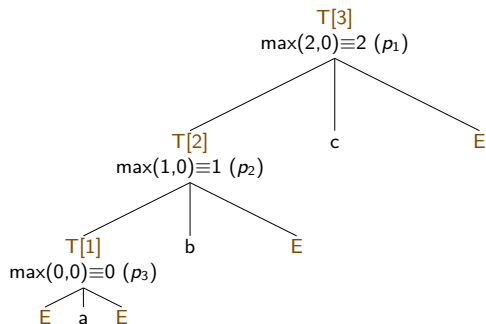 T[3]
max(2,0)≡2 (p₁)
T[2] c E
max(1,0)≡1 (p₂)
T[1] b E
max(0,0)≡0 (p₃)
E a E